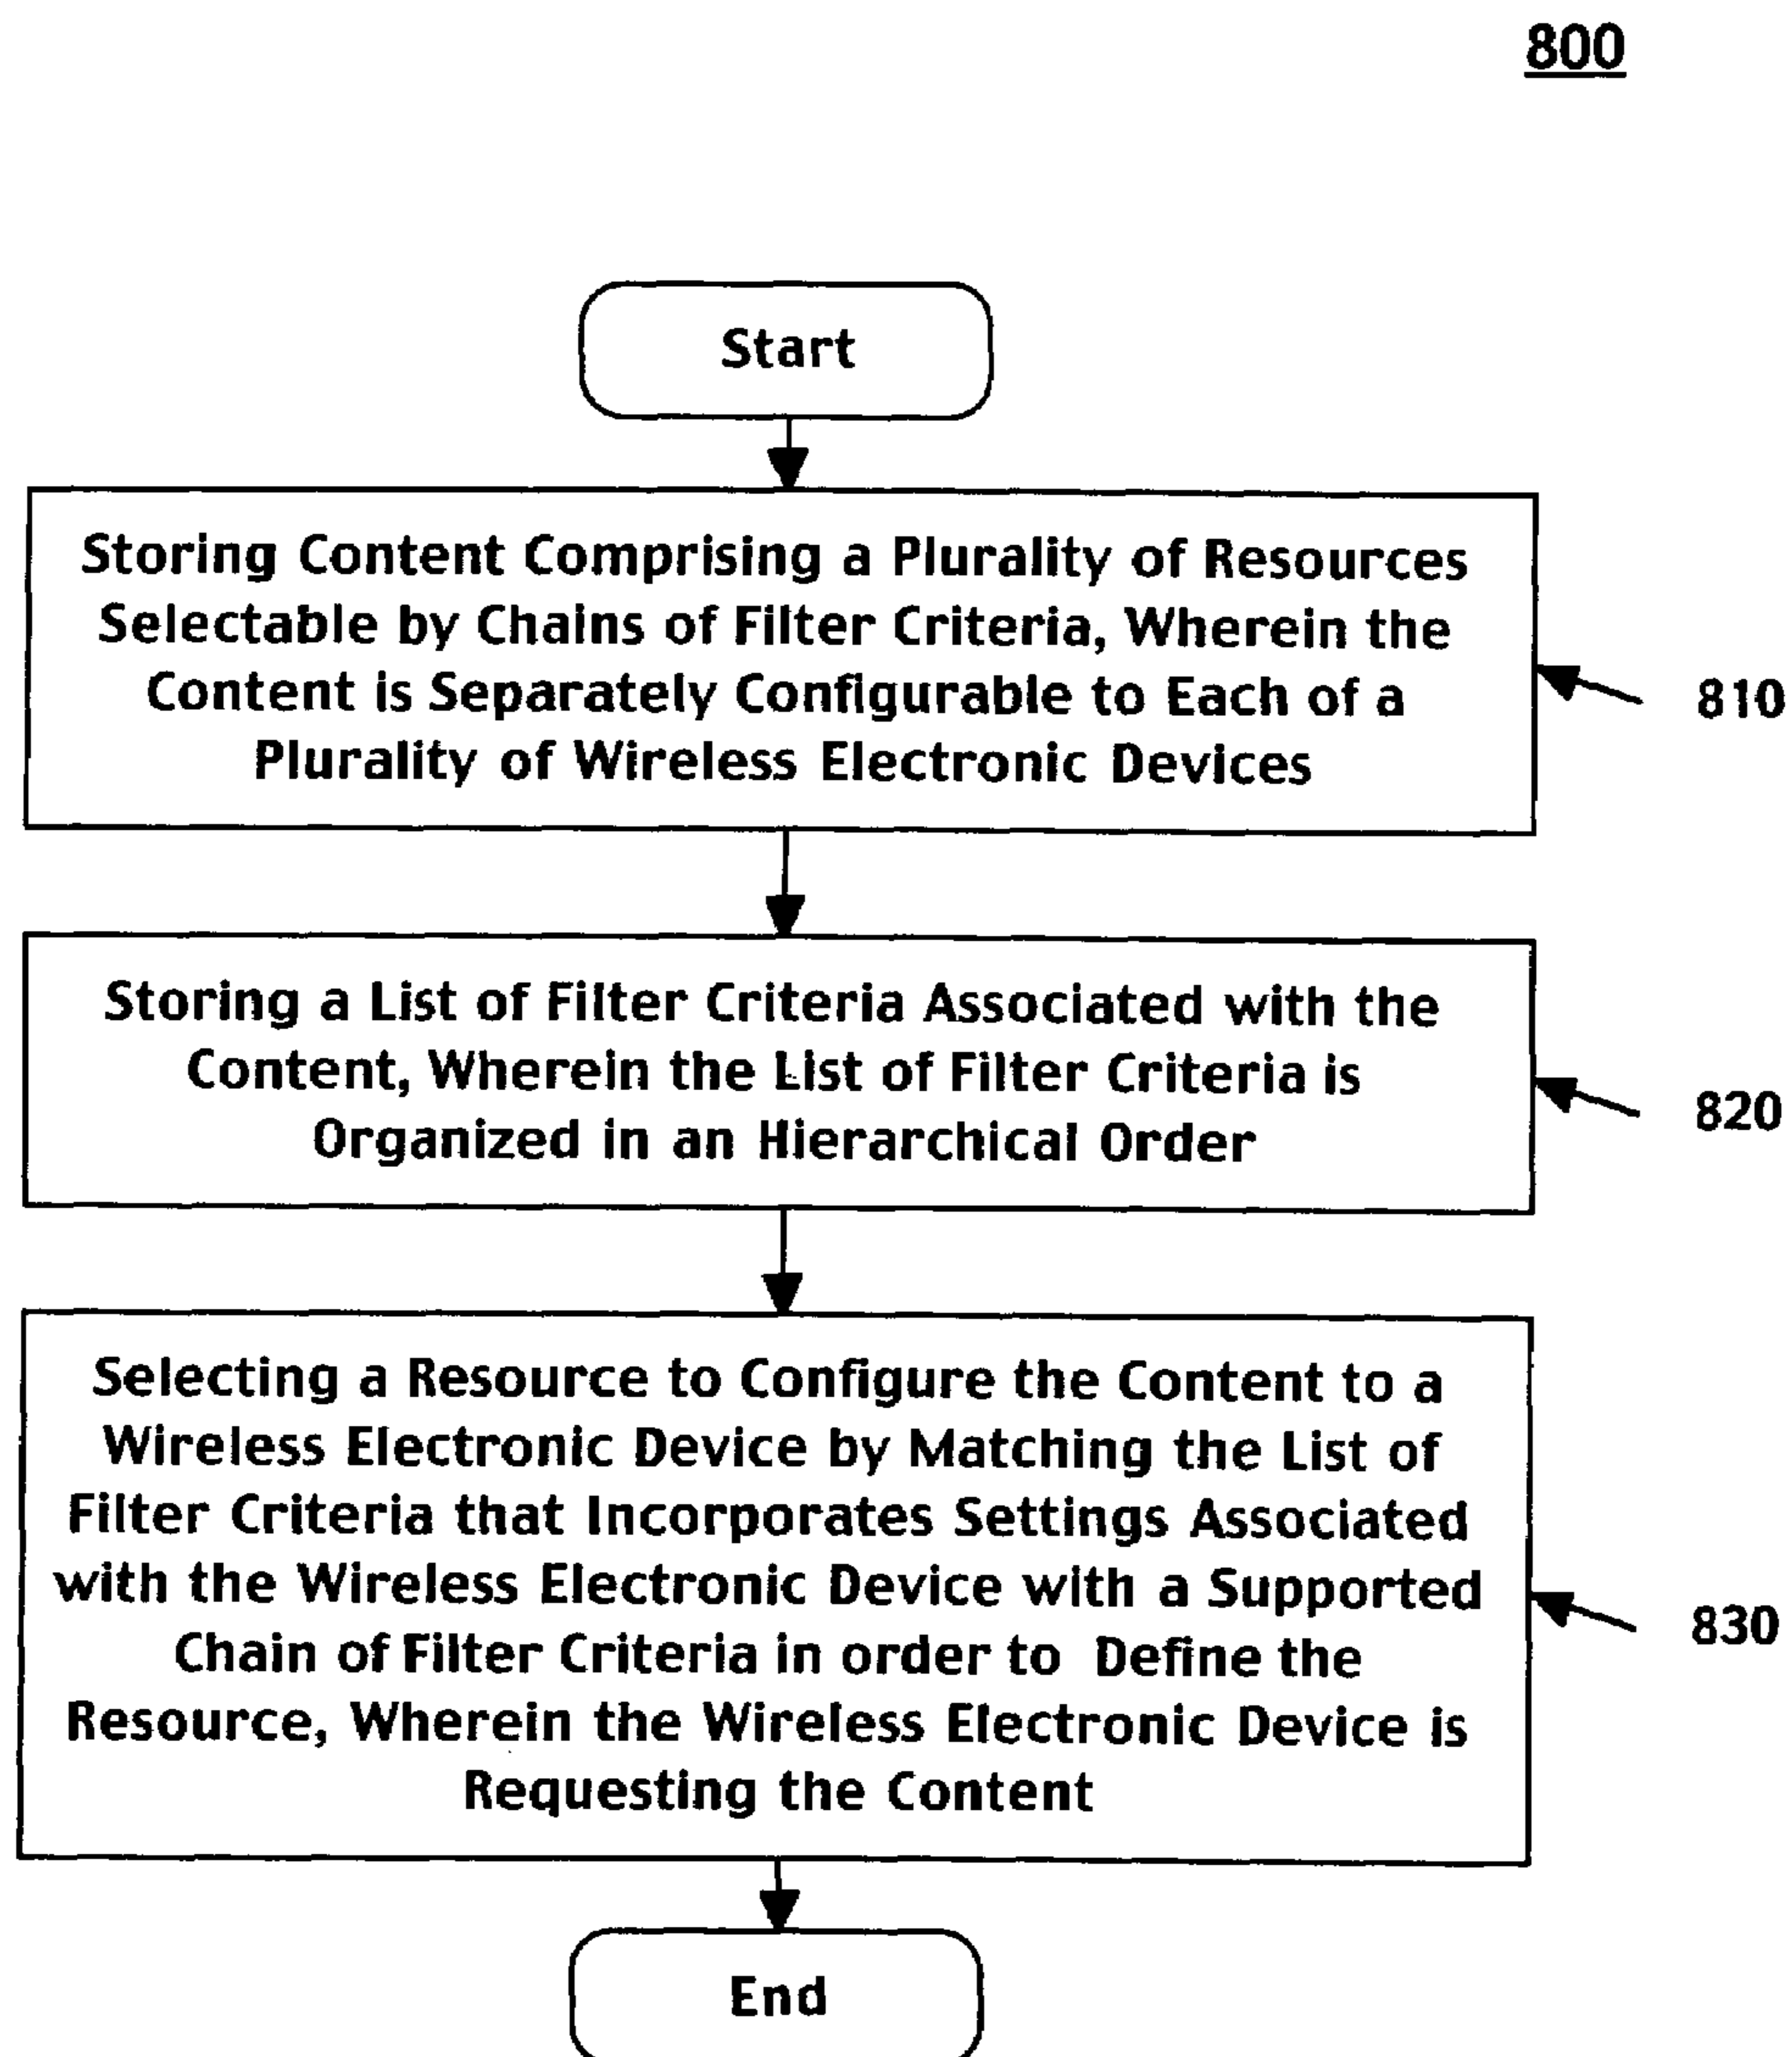 800
Start
Storing Content Comprising a Plurality of Resources
Selectable by Chains of Filter Criteria, Wherein the
Content is Separately Configurable to Each of a
Plurality of Wireless Electronic Devices
810
Storing a List of Filter Criteria Associated with the
Content, Wherein the List of Filter Criteria is
Organized in an Hierarchical Order
820
Selecting a Resource to Configure the Content to a
Wireless Electronic Device by Matching the List of
Filter Criteria that Incorporates Settings Associated
with the Wireless Electronic Device with a Supported
Chain of Filter Criteria in order to Define the
Resource, Wherein the Wireless Electronic Device is
Requesting the Content
830
End